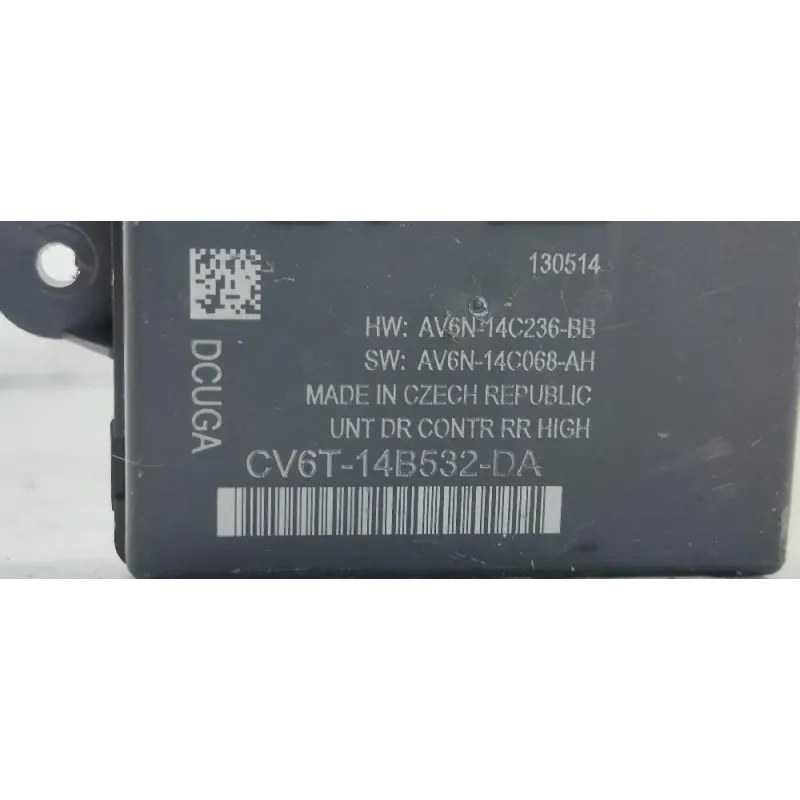 130514
HW: AV6N-14C236-BB
SW: AV6N-14C068-AH
MADE IN CZECH REPUBLIC
UNT DR CONTR RR HIGH
DCUGA
CV6T-14B532-DA